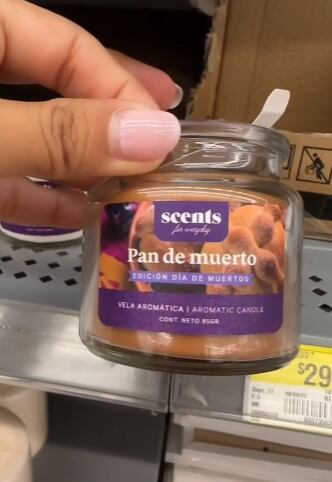 scents
for everyday
Pan de muerto
EDICIÓN DÍA DE MUERTOS
VELA AROMÁTICA | AROMATIC CANDLE
CONT. NETO 85GR.
$29